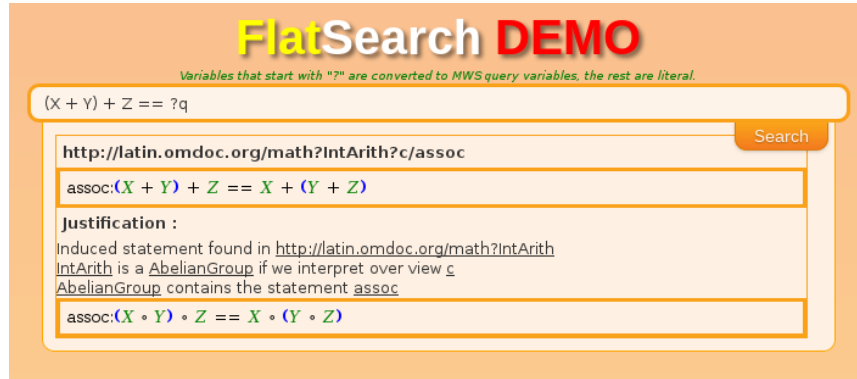 FlatSearch DEMO
Variables that start with "?" are converted to MWS query variables, the rest are literal.
(X + Y) + Z == ?q
Search
http://latin.omdoc.org/math?IntArith?c/assoc
assoc:(X + Y) + Z == X + (Y + Z)
Justification :
Induced statement found in http://latin.omdoc.org/math?IntArith
IntArith is a AbelianGroup if we interpret over view c
AbelianGroup contains the statement assoc
assoc:(X ∘ Y) ∘ Z == X ∘ (Y ∘ Z)